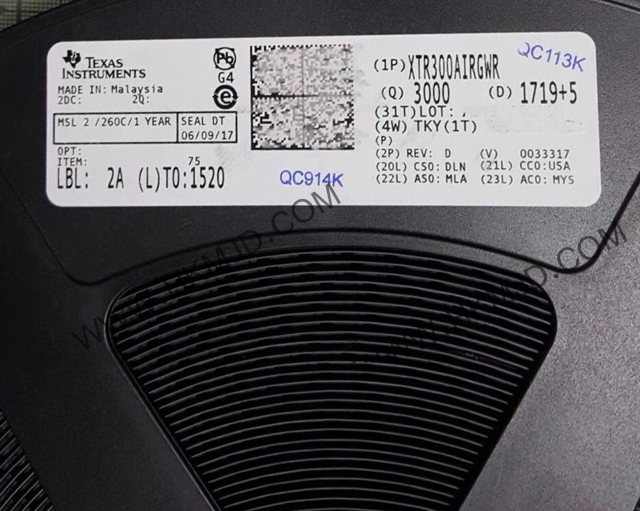 TEXAS
INSTRUMENTS
MADE IN: Malaysia
2DC: 2Q:
Pb
G4
e
MSL 2 /260C/1 YEAR SEAL DT
06/09/17
OPT:
ITEM: 75
LBL: 2A (L)TO:1520
QC914K
(1P) XTR300AIRGWR
QC113K
(Q) 3000 (D) 1719+5
(31T)LOT: ,
(4W) TKY(1T)
(P)
(2P) REV: D (V) 0033317
(20L) CSO: DLN (21L) CCO:USA
(22L) ASO: MLA (23L) ACO: MYS